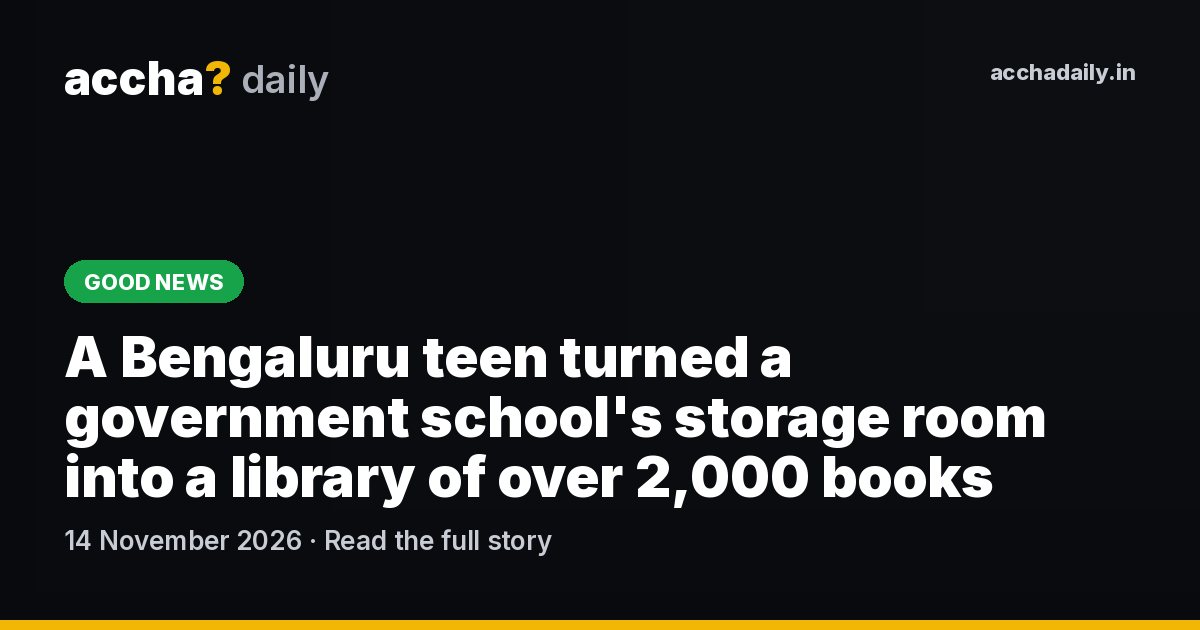 accha? daily
acchadaily.in
GOOD NEWS
A Bengaluru teen turned a
government school's storage room
into a library of over 2,000 books
14 November 2026 · Read the full story